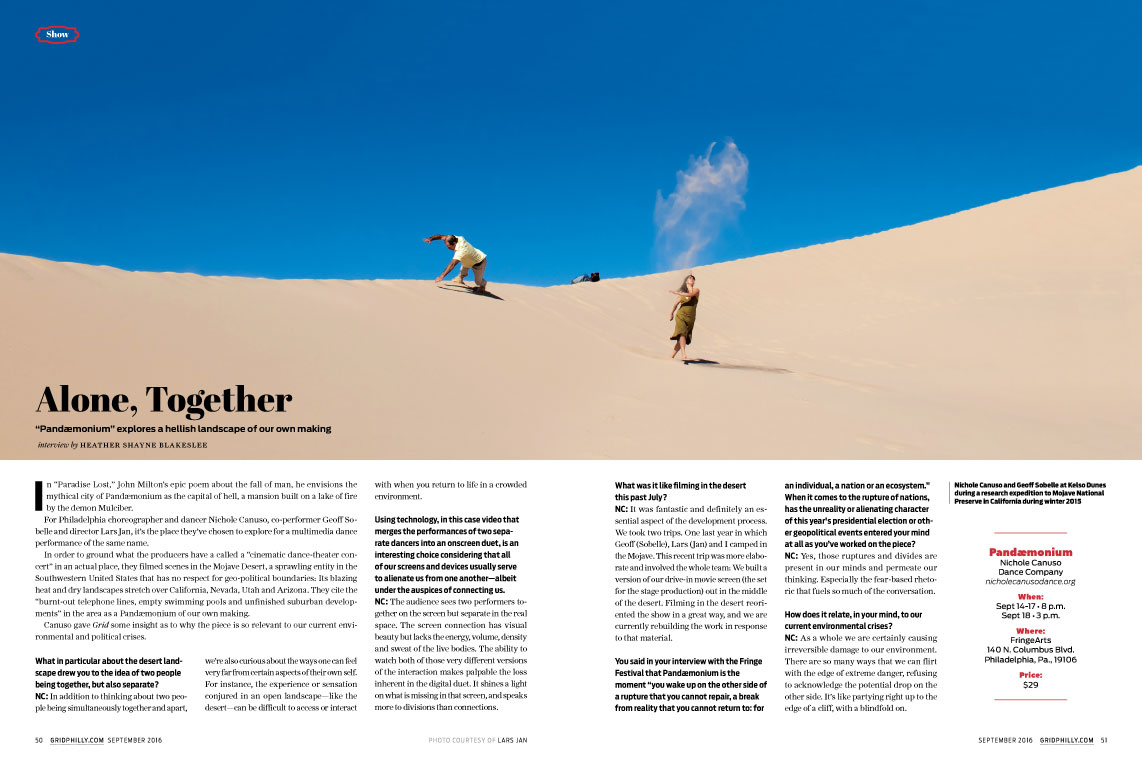 Show
Alone, Together
“Pandæmonium” explores a hellish landscape of our own making
interview by HEATHER SHAYNE BLAKESLEE
In “Paradise Lost,” John Milton’s epic poem about the fall of man, he envisions the
mythical city of Pandæmonium as the capital of hell, a mansion built on a lake of fire
by the demon Muleiber.
For Philadelphia choreographer and dancer Nichole Canuso, co-performer Geoff So-
belle and director Lars Jan, it’s the place they’ve chosen to explore for a multimedia dance
performance of the same name.
In order to ground what the producers have a called a “cinematic dance-theater con-
cert” in an actual place, they filmed scenes in the Mojave Desert, a sprawling entity in the
Southwestern United States that has no respect for geo-political boundaries: Its blazing
heat and dry landscapes stretch over California, Nevada, Utah and Arizona. They cite the
“burnt-out telephone lines, empty swimming pools and unfinished suburban develop-
ments” in the area as a Pandæmonium of our own making.
Canuso gave Grid some insight as to why the piece is so relevant to our current envi-
ronmental and political crises.
What in particular about the desert land-
scape drew you to the idea of two people
being together, but also separate?
NC: In addition to thinking about two peo-
ple being simultaneously together and apart,
we’re also curious about the ways one can feel
very far from certain aspects of their own self.
For instance, the experience or sensation
conjured in an open landscape—like the
desert—can be difficult to access or interact
with when you return to life in a crowded
environment.
Using technology, in this case video that
merges the performances of two sepa-
rate dancers into an onscreen duet, is an
interesting choice considering that all
of our screens and devices usually serve
to alienate us from one another—albeit
under the auspices of connecting us.
NC: The audience sees two performers to-
gether on the screen but separate in the real
space. The screen connection has visual
beauty but lacks the energy, volume, density
and sweat of the live bodies. The ability to
watch both of those very different versions
of the interaction makes palpable the loss
inherent in the digital duet. It shines a light
on what is missing in that screen, and speaks
more to divisions than connections.
What was it like filming in the desert
this past July?
NC: It was fantastic and definitely an es-
sential aspect of the development process.
We took two trips. One last year in which
Geoff (Sobelle), Lars (Jan) and I camped in
the Mojave. This recent trip was more elabo-
rate and involved the whole team: We built a
version of our drive-in movie screen (the set
for the stage production) out in the middle
of the desert. Filming in the desert reori-
ented the show in a great way, and we are
currently rebuilding the work in response
to that material.
You said in your interview with the Fringe
Festival that Pandæmonium is the
moment “you wake up on the other side of
a rupture that you cannot repair, a break
from reality that you cannot return to: for
an individual, a nation or an ecosystem.”
When it comes to the rupture of nations,
has the unreality or alienating character
of this year’s presidential election or oth-
er geopolitical events entered your mind
at all as you’ve worked on the piece?
NC: Yes, those ruptures and divides are
present in our minds and permeate our
thinking. Especially the fear-based rheto-
ric that fuels so much of the conversation.
How does it relate, in your mind, to our
current environmental crises?
NC: As a whole we are certainly causing
irreversible damage to our environment.
There are so many ways that we can flirt
with the edge of extreme danger, refusing
to acknowledge the potential drop on the
other side. It’s like partying right up to the
edge of a cliff, with a blindfold on.
Nichole Canuso and Geoff Sobelle at Kelso Dunes
during a research expedition to Mojave National
Preserve in California during winter 2015
Pandæmonium
Nichole Canuso
Dance Company
nicholecanusodance.org
When:
Sept 14-17 • 8 p.m.
Sept 18 • 3 p.m.
Where:
FringeArts
140 N. Columbus Blvd.
Philadelphia, Pa., 19106
Price:
$29
50 GRIDPHILLY.COM SEPTEMBER 2016
PHOTO COURTESY OF LARS JAN
SEPTEMBER 2016 GRIDPHILLY.COM 51